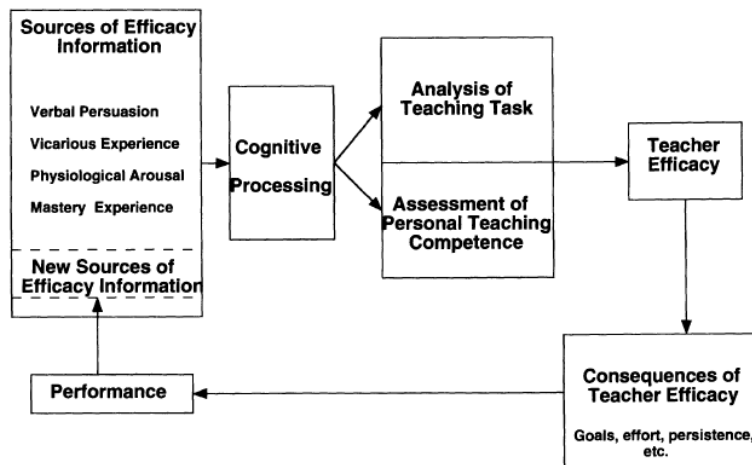 Sources of Efficacy
Information
Verbal Persuasion
Vicarious Experience
Physiological Arousal
Mastery Experience
New Sources of
Efficacy Information
Cognitive
Processing
Analysis of
Teaching Task
Assessment of
Personal Teaching
Competence
Teacher
Efficacy
Consequences of
Teacher Efficacy
Goals, effort, persistence,
etc.
Performance